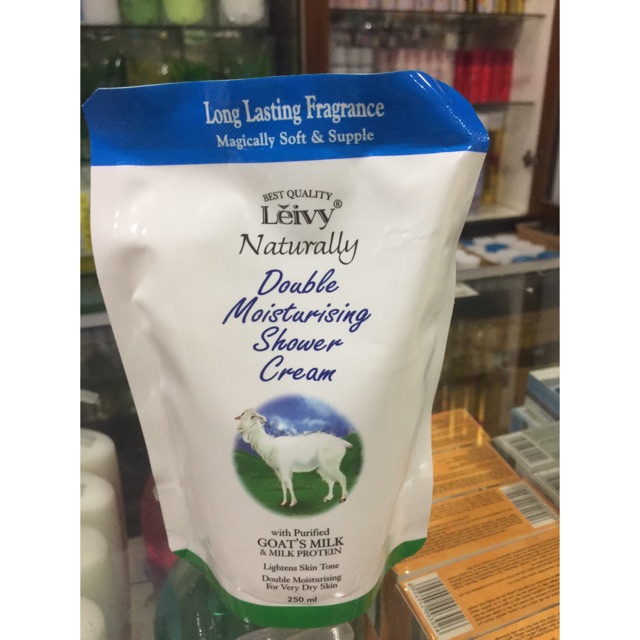 Long Lasting Fragrance
Magically Soft & Supple
BEST QUALITY
Lěivy®
Naturally
Double
Moisturising
Shower
Cream
with Purified
GOAT'S MILK
& MILK PROTEIN
Lightens Skin Tone
Double Moisturising
For Very Dry Skin
250 ml